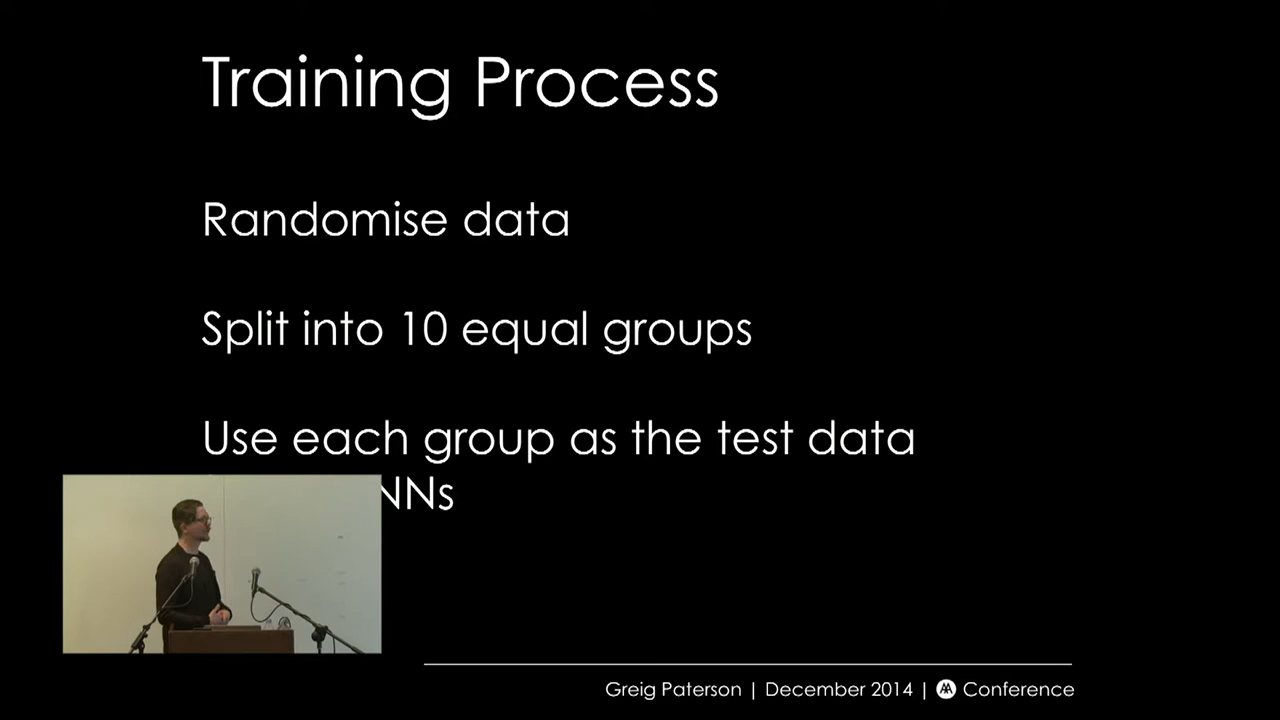 Training Process
Randomise data
Split into 10 equal groups
Use each group as the test data
NNs
Greig Paterson | December 2014 | AA Conference